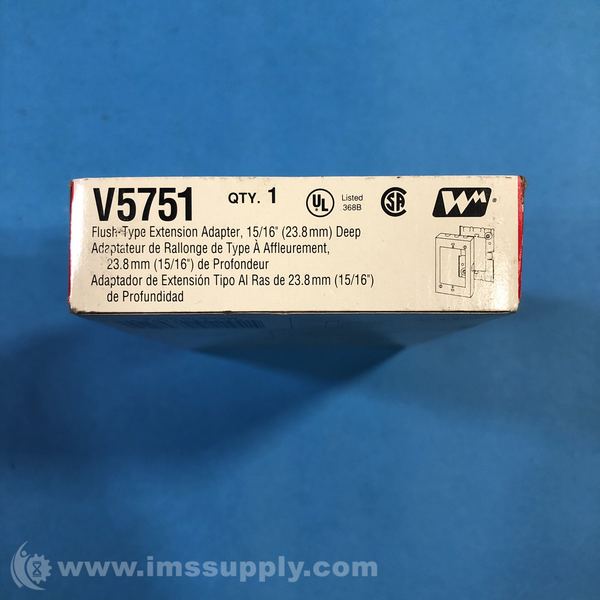 V5751 QTY. 1 UL Listed 368B SA WM
Flush-Type Extension Adapter, 15/16" (23.8mm) Deep
Adaptateur de Rallonge de Type À Affleurement,
23.8mm (15/16") de Profondeur
Adaptador de Extensión Tipo Al Ras de 23.8mm (15/16")
de Profundidad
www.imssupply.com